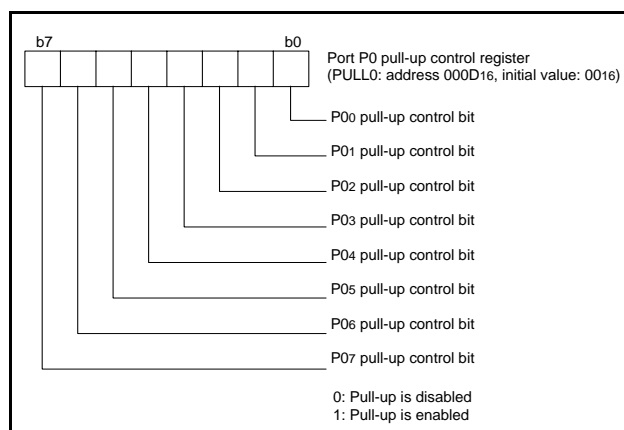 b7 b0
Port P0 pull-up control register
(PULL0: address 000D16, initial value: 0016)
P00 pull-up control bit
P01 pull-up control bit
P02 pull-up control bit
P03 pull-up control bit
P04 pull-up control bit
P05 pull-up control bit
P06 pull-up control bit
P07 pull-up control bit
0: Pull-up is disabled
1: Pull-up is enabled